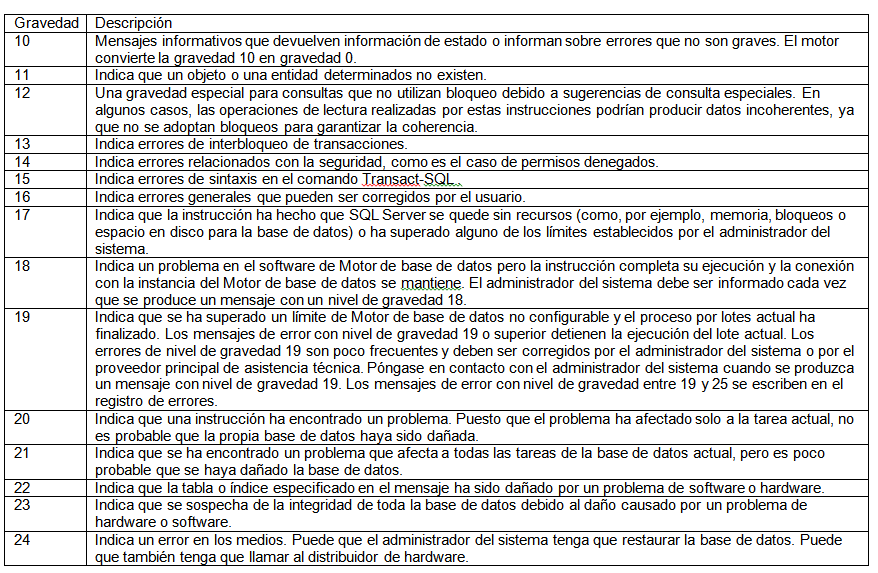 Gravedad Descripción
10 Mensajes informativos que devuelven información de estado o informan sobre errores que no son graves. El motor
convierte la gravedad 10 en gravedad 0.
11 Indica que un objeto o una entidad determinados no existen.
12 Una gravedad especial para consultas que no utilizan bloqueo debido a sugerencias de consulta especiales. En
algunos casos, las operaciones de lectura realizadas por estas instrucciones podrían producir datos incoherentes, ya
que no se adoptan bloqueos para garantizar la coherencia.
13 Indica errores de interbloqueo de transacciones.
14 Indica errores relacionados con la seguridad, como es el caso de permisos denegados.
15 Indica errores de sintaxis en el comando Transact-SQL .
16 Indica errores generales que pueden ser corregidos por el usuario.
17 Indica que la instrucción ha hecho que SQL Server se quede sin recursos (como, por ejemplo, memoria, bloqueos o
espacio en disco para la base de datos) o ha superado alguno de los límites establecidos por el administrador del
sistema.
18 Indica un problema en el software de Motor de base de datos pero la instrucción completa su ejecución y la conexión
con la instancia del Motor de base de datos se mantiene. El administrador del sistema debe ser informado cada vez
que se produce un mensaje con un nivel de gravedad 18.
19 Indica que se ha superado un límite de Motor de base de datos no configurable y el proceso por lotes actual ha
finalizado. Los mensajes de error con nivel de gravedad 19 o superior detienen la ejecución del lote actual. Los
errores de nivel de gravedad 19 son poco frecuentes y deben ser corregidos por el administrador del sistema o por el
proveedor principal de asistencia técnica. Póngase en contacto con el administrador del sistema cuando se produzca
un mensaje con nivel de gravedad 19. Los mensajes de error con nivel de gravedad entre 19 y 25 se escriben en el
registro de errores.
20 Indica que una instrucción ha encontrado un problema. Puesto que el problema ha afectado solo a la tarea actual, no
es probable que la propia base de datos haya sido dañada.
21 Indica que se ha encontrado un problema que afecta a todas las tareas de la base de datos actual, pero es poco
probable que se haya dañado la base de datos.
22 Indica que la tabla o índice especificado en el mensaje ha sido dañado por un problema de software o hardware.
23 Indica que se sospecha de la integridad de toda la base de datos debido al daño causado por un problema de
hardware o software.
24 Indica un error en los medios. Puede que el administrador del sistema tenga que restaurar la base de datos. Puede
que también tenga que llamar al distribuidor de hardware.